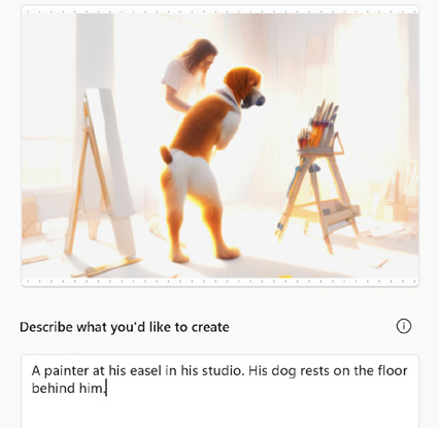 Describe what you'd like to create
A painter at his easel in his studio. His dog rests on the floor
behind him.